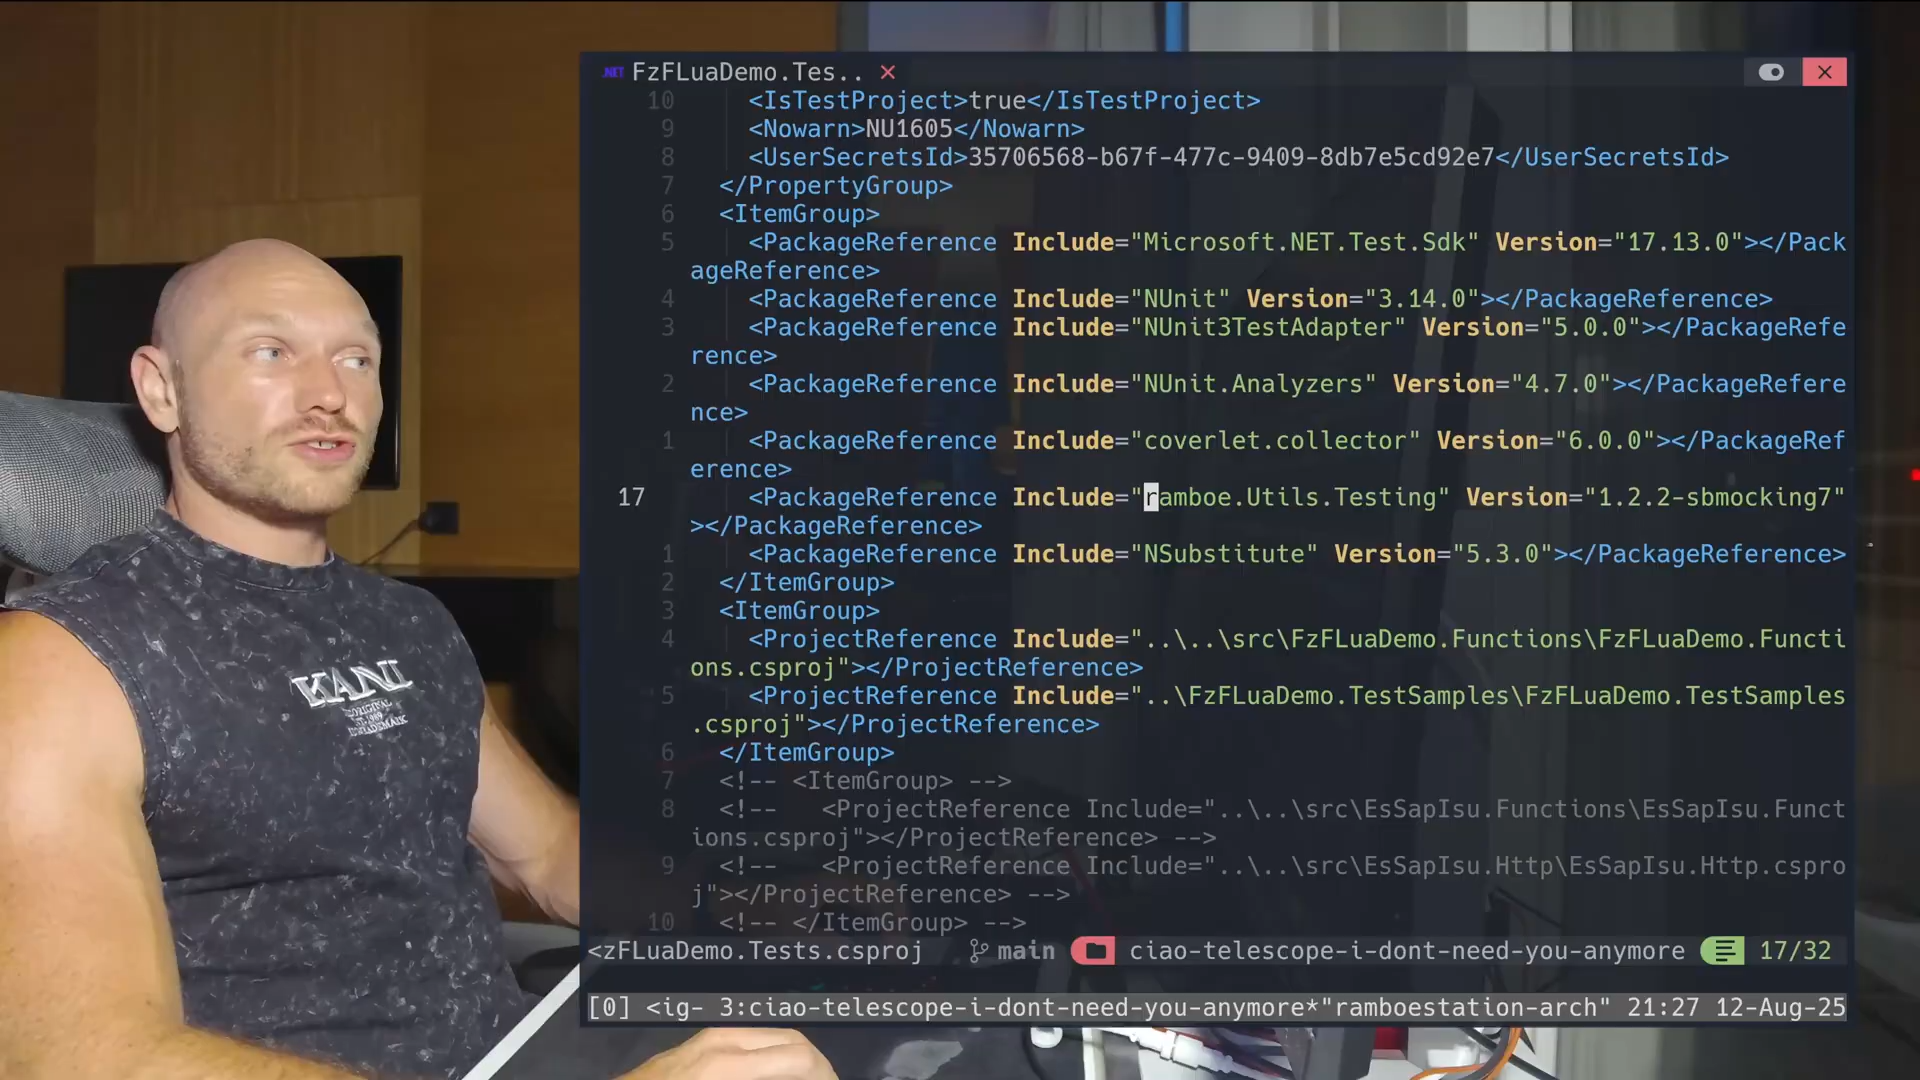 .NET FzFLuaDemo.Tes..
10 <IsTestProject>true</IsTestProject>
9 <Nowarn>NU1605</Nowarn>
8 <UserSecretsId>35706568-b67f-477c-9409-8db7e5cd92e7</UserSecretsId>
7 </PropertyGroup>
6 <ItemGroup>
5 <PackageReference Include="Microsoft.NET.Test.Sdk" Version="17.13.0"></Pack
ageReference>
4 <PackageReference Include="NUnit" Version="3.14.0"></PackageReference>
3 <PackageReference Include="NUnit3TestAdapter" Version="5.0.0"></PackageRefe
rence>
2 <PackageReference Include="NUnit.Analyzers" Version="4.7.0"></PackageRefere
nce>
1 <PackageReference Include="coverlet.collector" Version="6.0.0"></PackageRef
erence>
17 <PackageReference Include="ramboe.Utils.Testing" Version="1.2.2-sbmocking7"
></PackageReference>
1 <PackageReference Include="NSubstitute" Version="5.3.0"></PackageReference>
2 </ItemGroup>
3 <ItemGroup>
4 <ProjectReference Include="..\..\src\FzFLuaDemo.Functions\FzFLuaDemo.Functi
ons.csproj"></ProjectReference>
5 <ProjectReference Include="..\FzFLuaDemo.TestSamples\FzFLuaDemo.TestSamples
.csproj"></ProjectReference>
6 </ItemGroup>
7 <!-- <ItemGroup> -->
8 <!-- <ProjectReference Include="..\..\src\EsSapIsu.Functions\EsSapIsu.Funct
ions.csproj"></ProjectReference> -->
9 <!-- <ProjectReference Include="..\..\src\EsSapIsu.Http\EsSapIsu.Http.cspro
j"></ProjectReference> -->
10 <!-- </ItemGroup> -->
<zFLuaDemo.Tests.csproj main ciao-telescope-i-dont-need-you-anymore 17/32
[0] <ig- 3:ciao-telescope-i-dont-need-you-anymore*"ramboestation-arch" 21:27 12-Aug-25
KANI